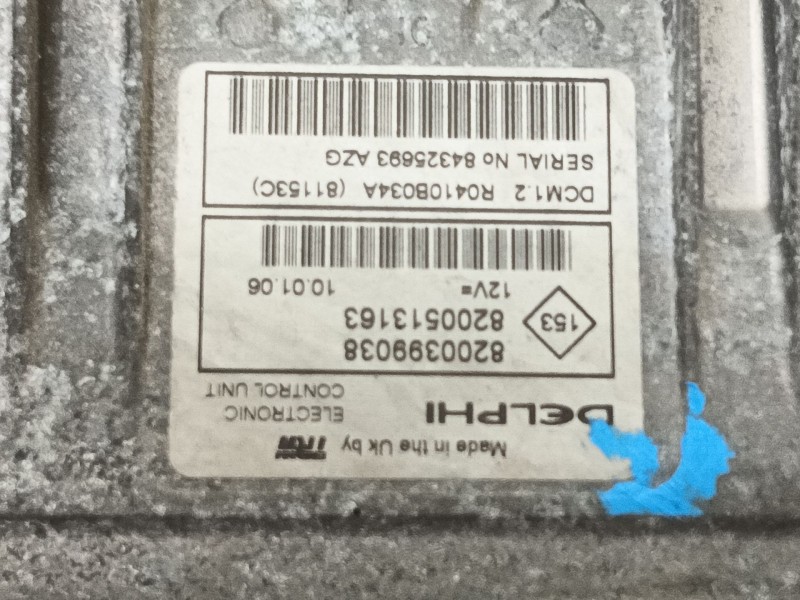 Made in the Uk by TRW
DELPHI ELECTRONIC
CONTROL UNIT
8200399038
153 8200513163
12V= 10.01.06
DCM1.2 R0410B034A (81153C)
SERIAL No 84325693 AZG